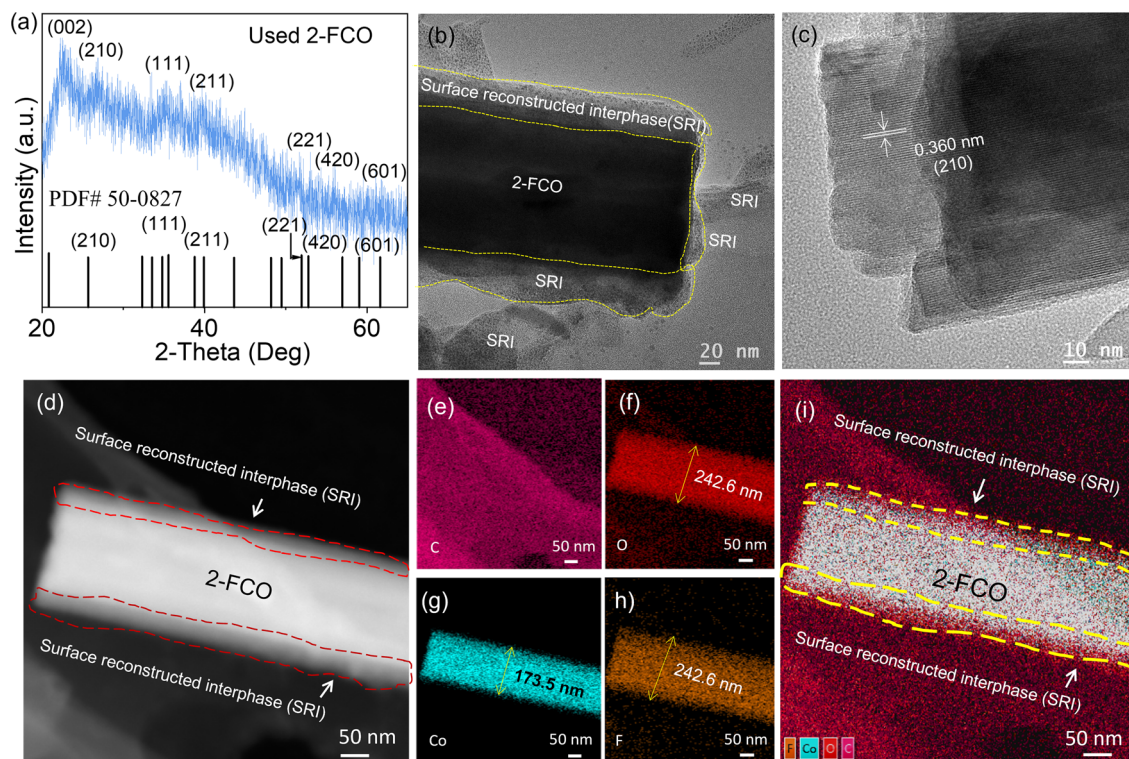 (a)
(002)
(210)
(111)
(211)
Used 2-FCO
(221)
(420)
(601)
PDF# 50-0827
(210)
(111)
(211)
(221)
(420)
(601)
Intensity (a.u.)
20
40
60
2-Theta (Deg)
(b)
Surface reconstructed interphase(SRI)
2-FCO
SRI
SRI
SRI
SRI
20 nm
(c)
0.360 nm
(210)
10 nm
(d)
Surface reconstructed interphase (SRI)
2-FCO
Surface reconstructed interphase (SRI)
50 nm
(e)
C
50 nm
(f)
242.6 nm
O
50 nm
(g)
173.5 nm
Co
50 nm
(h)
242.6 nm
F
50 nm
(i)
Surface reconstructed interphase (SRI)
2-FCO
Surface reconstructed interphase (SRI)
F Co O C
50 nm